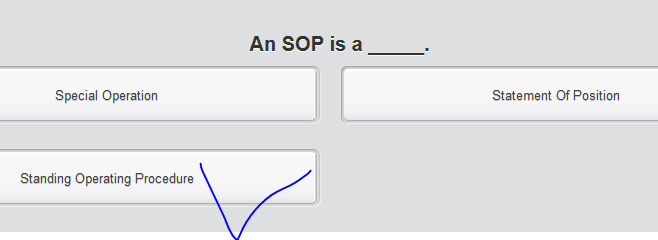 An SOP is a _____.
Special Operation
Statement Of Position
Standing Operating Procedure